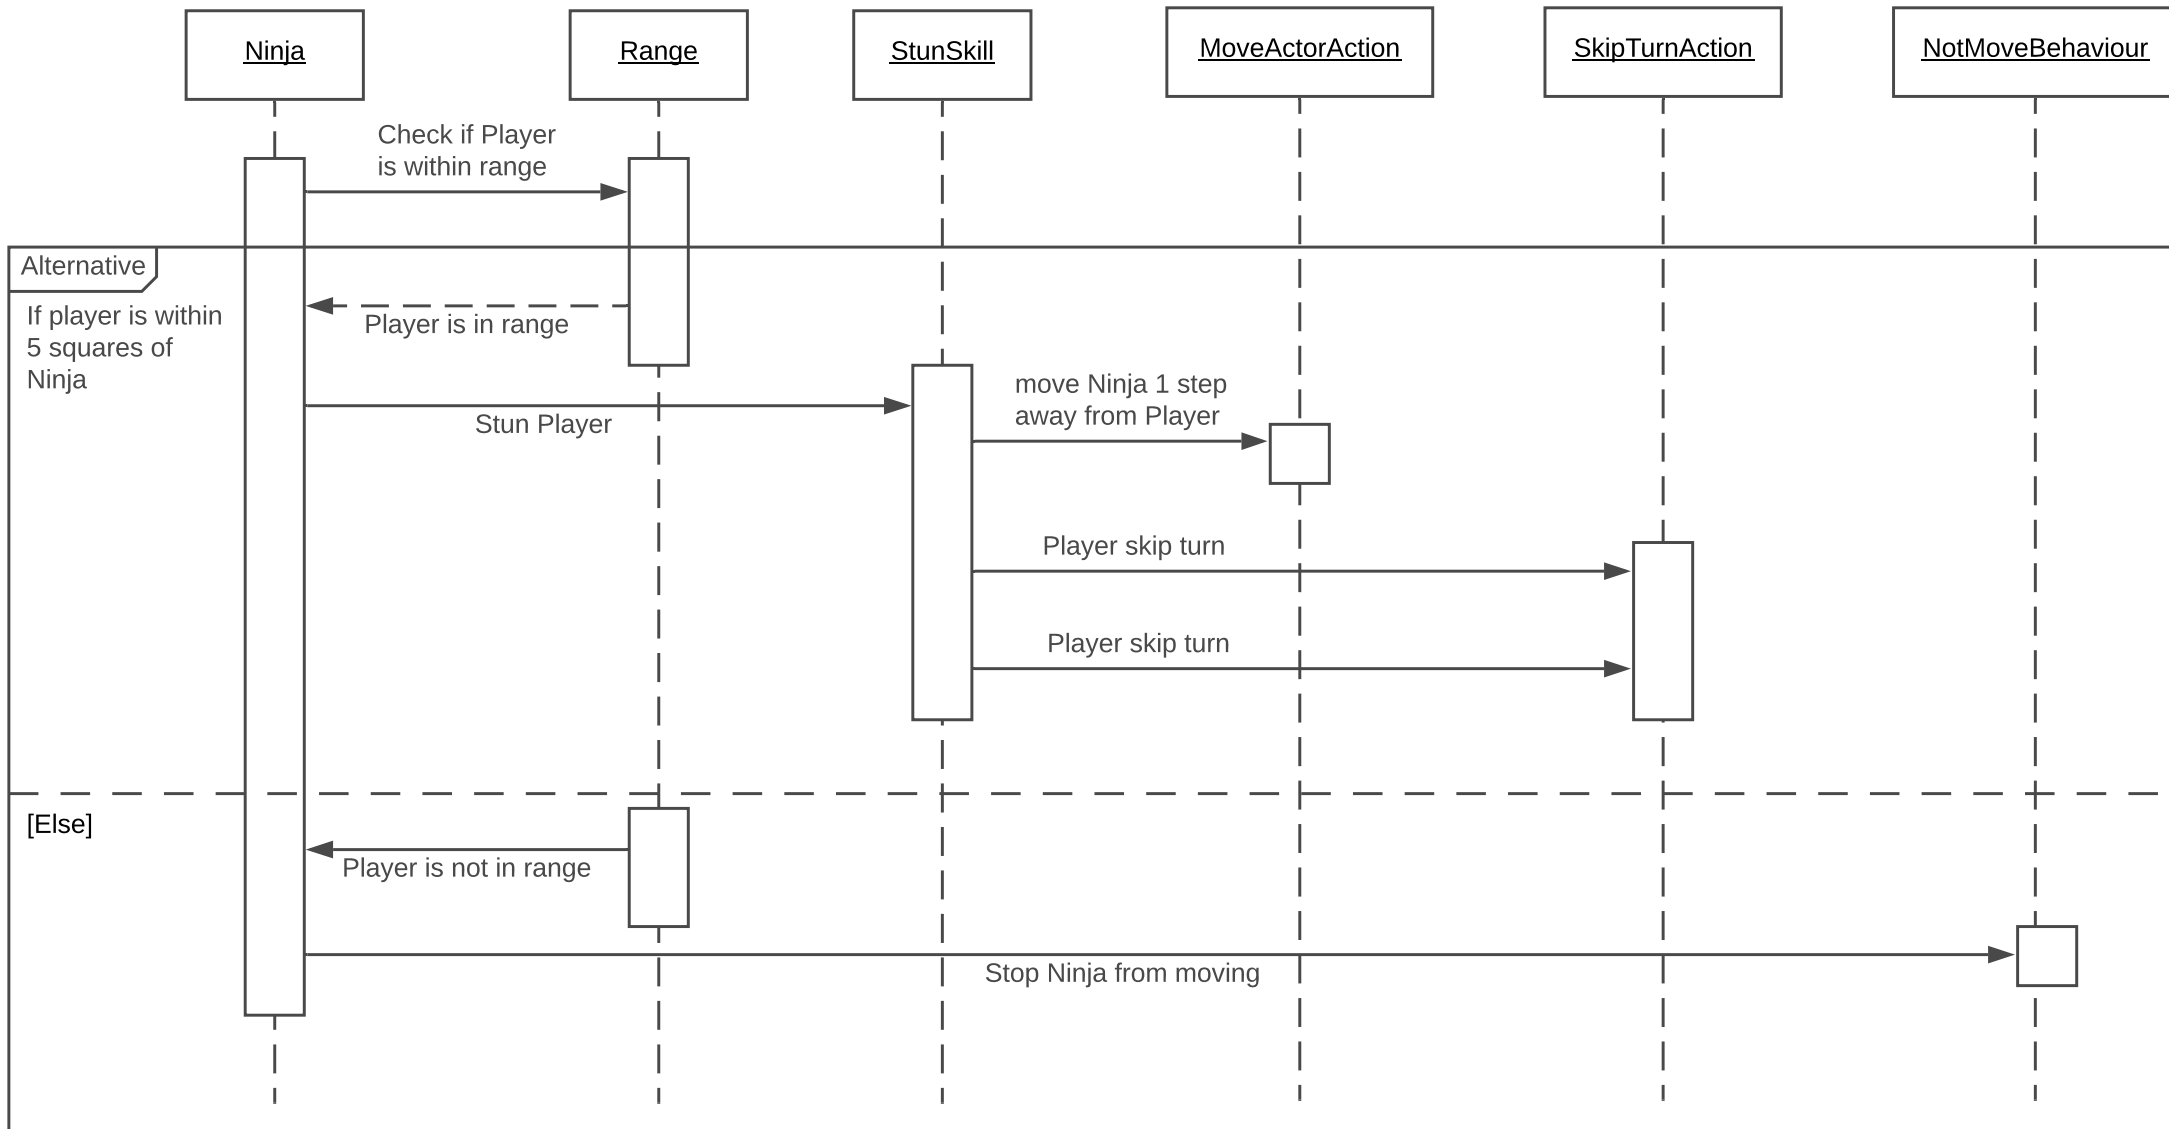 Ninja
Range
StunSkill
MoveActorAction
SkipTurnAction
NotMoveBehaviour
Check if Player
is within range
Alternative
If player is within
5 squares of
Ninja
Player is in range
Stun Player
move Ninja 1 step
away from Player
Player skip turn
Player skip turn
[Else]
Player is not in range
Stop Ninja from moving